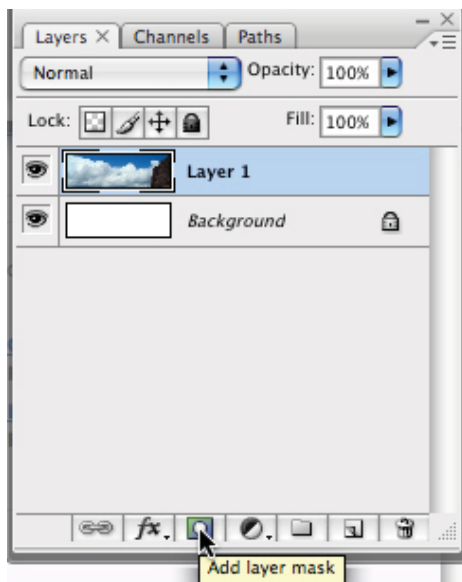 Layers × Channels Paths
Normal Opacity: 100%
Lock: Fill: 100%
Layer 1
Background
fx.
Add layer mask